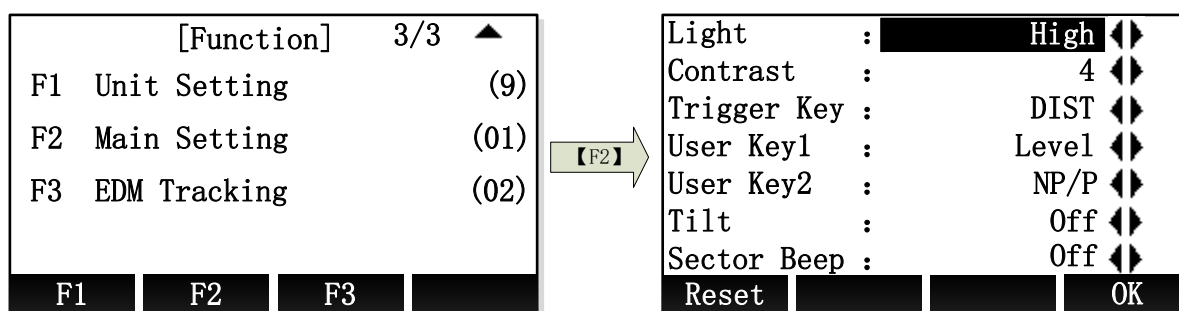 [Function] 3/3
F1 Unit Setting (9)
F2 Main Setting (01)
F3 EDM Tracking (02)
F1 F2 F3
【F2】
Light : High
Contrast : 4
Trigger Key : DIST
User Key1 : Level
User Key2 : NP/P
Tilt : Off
Sector Beep : Off
Reset OK